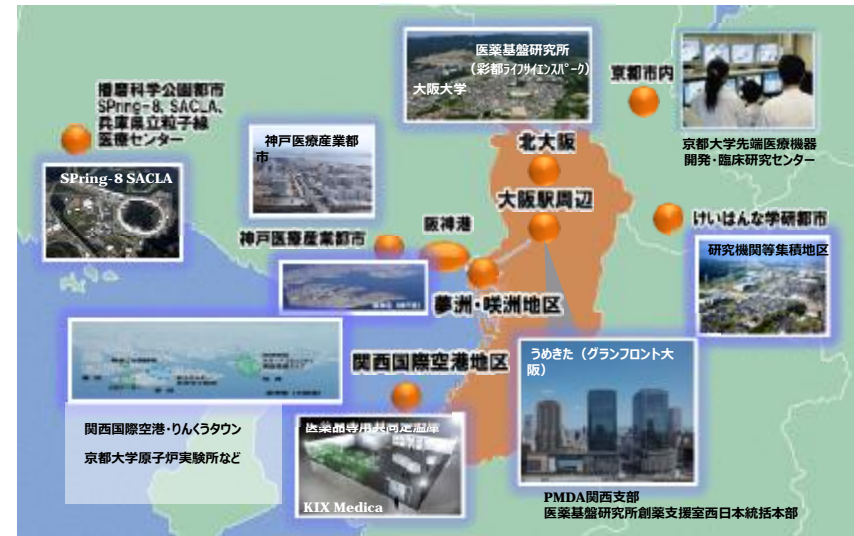 医薬基盤研究所
(彩都ﾗｲﾌｻｲｴﾝｽﾊﾟｰｸ)
大阪大学
京都市内
京都大学先端医療機器
開発・臨床研究センター
播磨科学公園都市
SPring-8, SACLA、
兵庫県立粒子線
医療センター
SPring-8 SACLA
神戸医療産業都
市
北大阪
大阪駅周辺
阪神港
神戸医療産業都市
けいはんな学研都市
研究機関等集積地区
夢洲・咲洲地区
関西国際空港地区
うめきた（グランフロント大
阪）
関西国際空港・りんくうタウン
京都大学原子炉実験所など
医薬品専用共同定温庫
KIX Medica
PMDA関西支部
医薬基盤研究所創薬支援室西日本統括本部